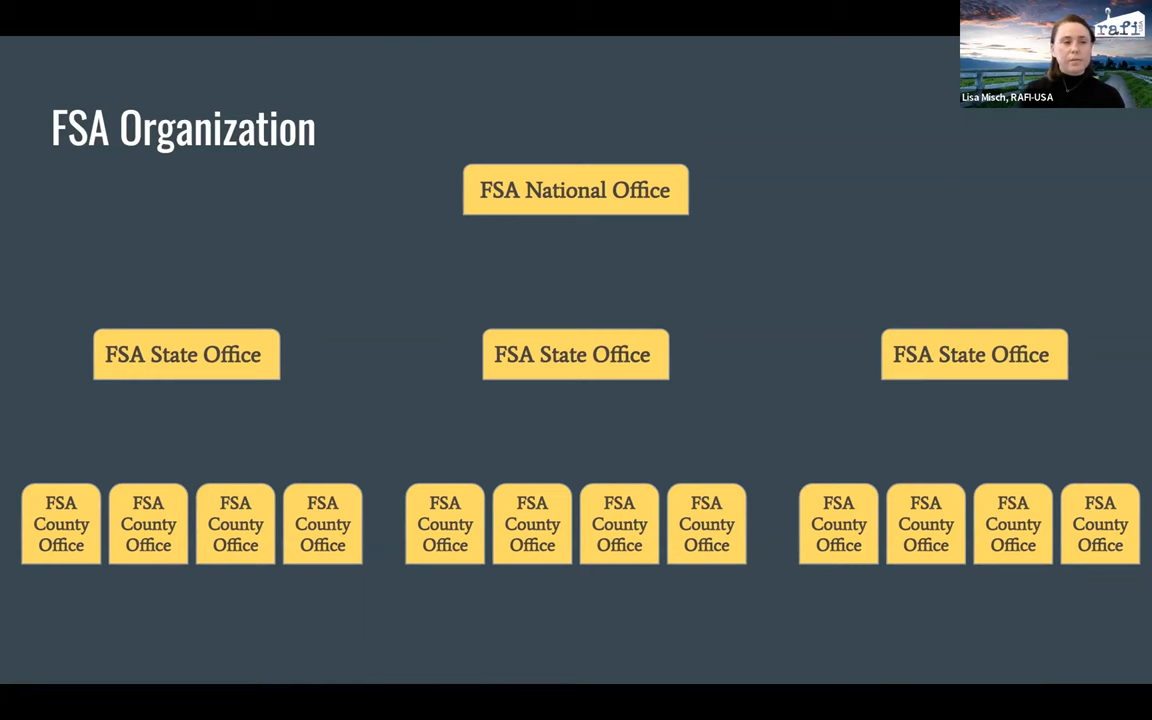 rafi
USA
Lisa Misch, RAFI-USA
FSA Organization
FSA National Office
FSA State Office
FSA State Office
FSA State Office
FSA
County
Office
FSA
County
Office
FSA
County
Office
FSA
County
Office
FSA
County
Office
FSA
County
Office
FSA
County
Office
FSA
County
Office
FSA
County
Office
FSA
County
Office
FSA
County
Office
FSA
County
Office